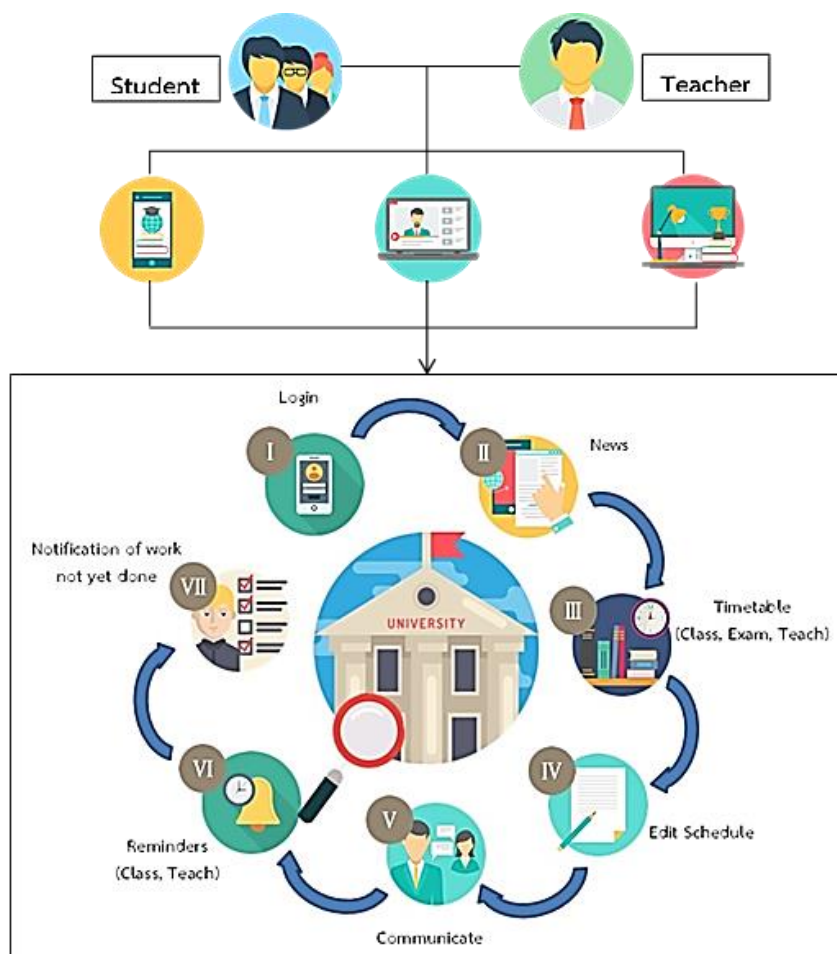 Student
Teacher
Login
I
II
News
Notification of work
not yet done
VII
UNIVERSITY
III
Timetable
(Class, Exam, Teach)
VI
IV
V
Reminders
(Class, Teach)
Edit Schedule
Communicate